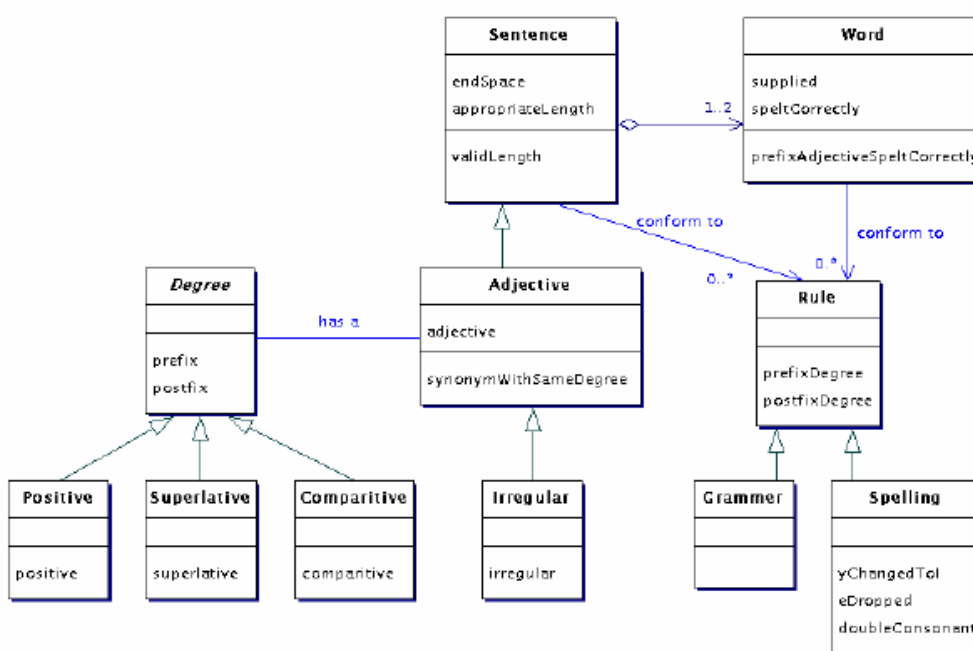 Sentence
endSpace
appropriateLength
validLength
1..2
Word
supplied
speltCorrectly
prefixAdjectiveSpeltCorrectly
conform to
0..*
conform to
0..*
Degree
prefix
postfix
has a
Adjective
adjective
synonymWithSameDegree
Rule
prefixDegree
postfixDegree
Positive
positive
Superlative
superlative
Comparitive
comparitive
Irregular
irregular
Grammer
Spelling
yChangedToI
eDropped
doubleConsonant